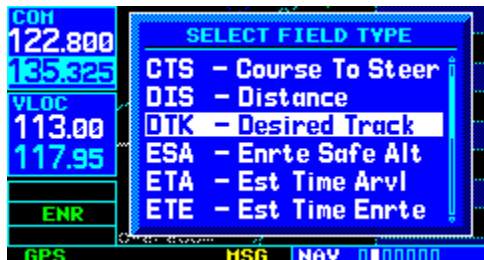 COM
122.800
135.325
VLOC
113.00
117.95
ENR
GPS
SELECT FIELD TYPE
CTS - Course To Steer
DIS - Distance
DTK - Desired Track
ESA - Enrte Safe Alt
ETA - Est Time Arvl
ETE - Est Time Enrte
MSG
NAV